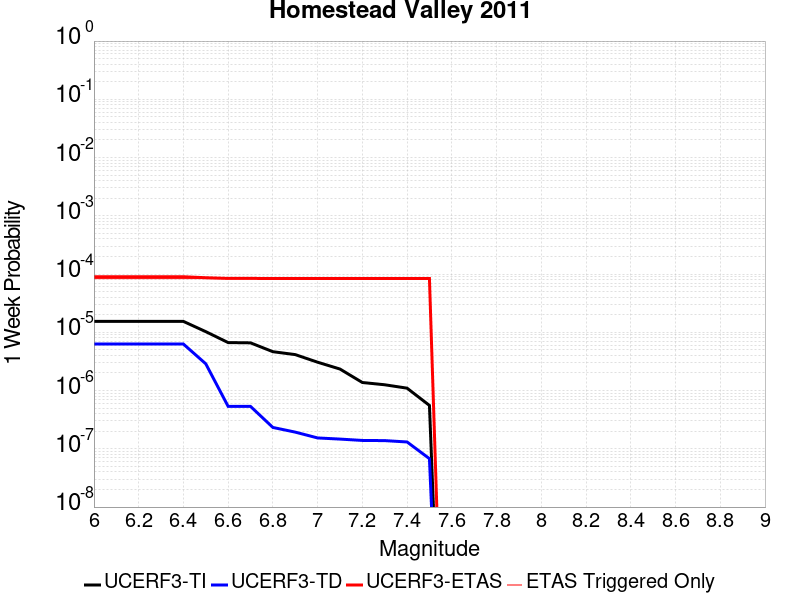 Homestead Valley 2011
1 Week Probability
10^0
10^-1
10^-2
10^-3
10^-4
10^-5
10^-6
10^-7
10^-8
6 6.2 6.4 6.6 6.8 7 7.2 7.4 7.6 7.8 8 8.2 8.4 8.6 8.8 9
Magnitude
UCERF3-TI UCERF3-TD UCERF3-ETAS ETAS Triggered Only